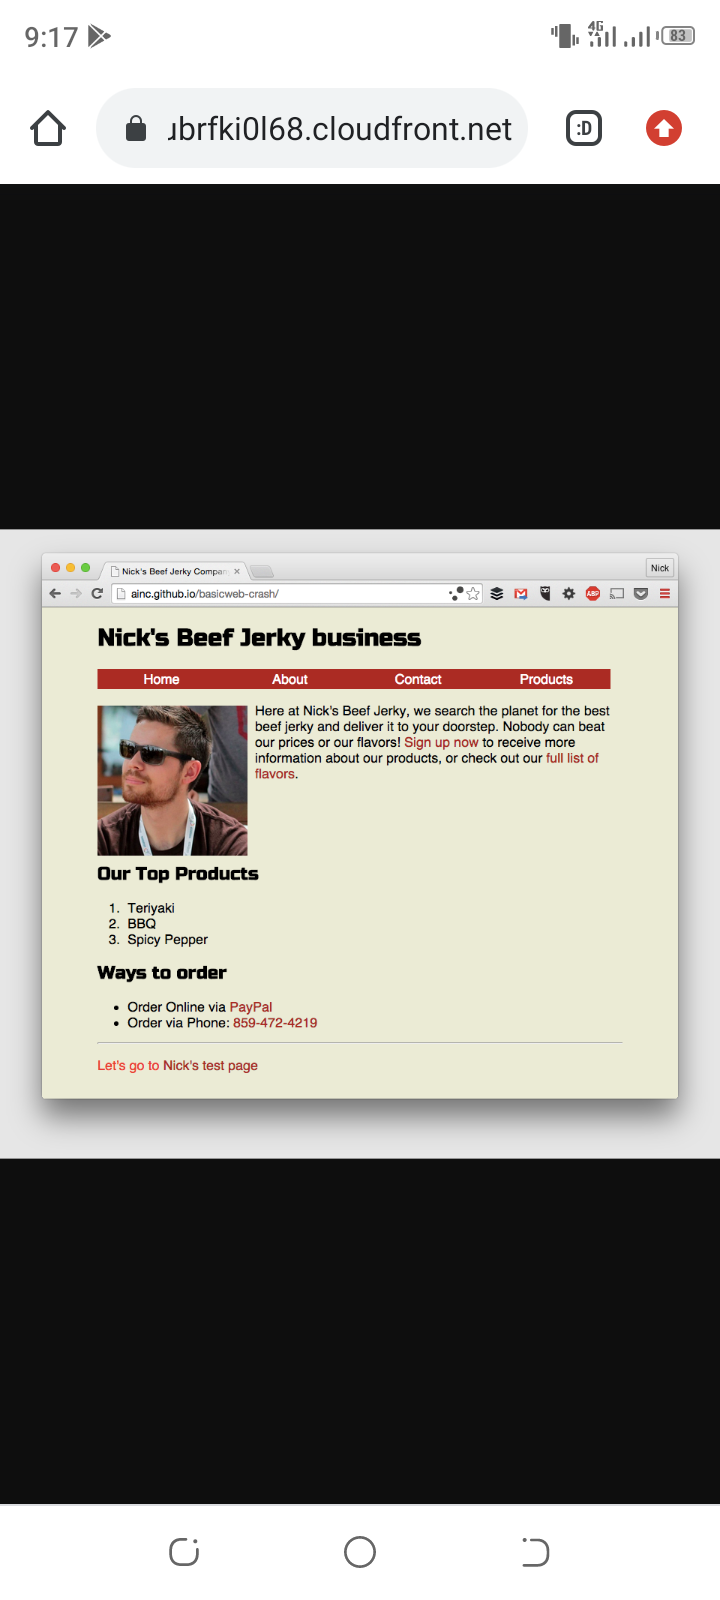 9:17
4G
83
ubrfki0l68.cloudfront.net
:D
Nick's Beef Jerky Compan
Nick
ainc.github.io/basicweb-crash/
ABP
Nick's Beef Jerky business
Home About Contact Products
Here at Nick's Beef Jerky, we search the planet for the best
beef jerky and deliver it to your doorstep. Nobody can beat
our prices or our flavors! Sign up now to receive more
information about our products, or check out our full list of
flavors.
Our Top Products
1. Teriyaki
2. BBQ
3. Spicy Pepper
Ways to order
• Order Online via PayPal
• Order via Phone: 859-472-4219
Let's go to Nick's test page